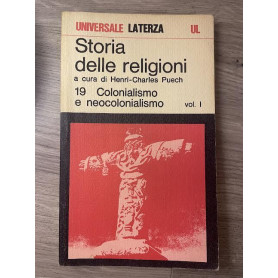 UNIVERSALE LATERZA UL
Storia
delle religioni
a cura di Henri-Charles Puech
19 Colonialismo
e neocolonialismo vol. I